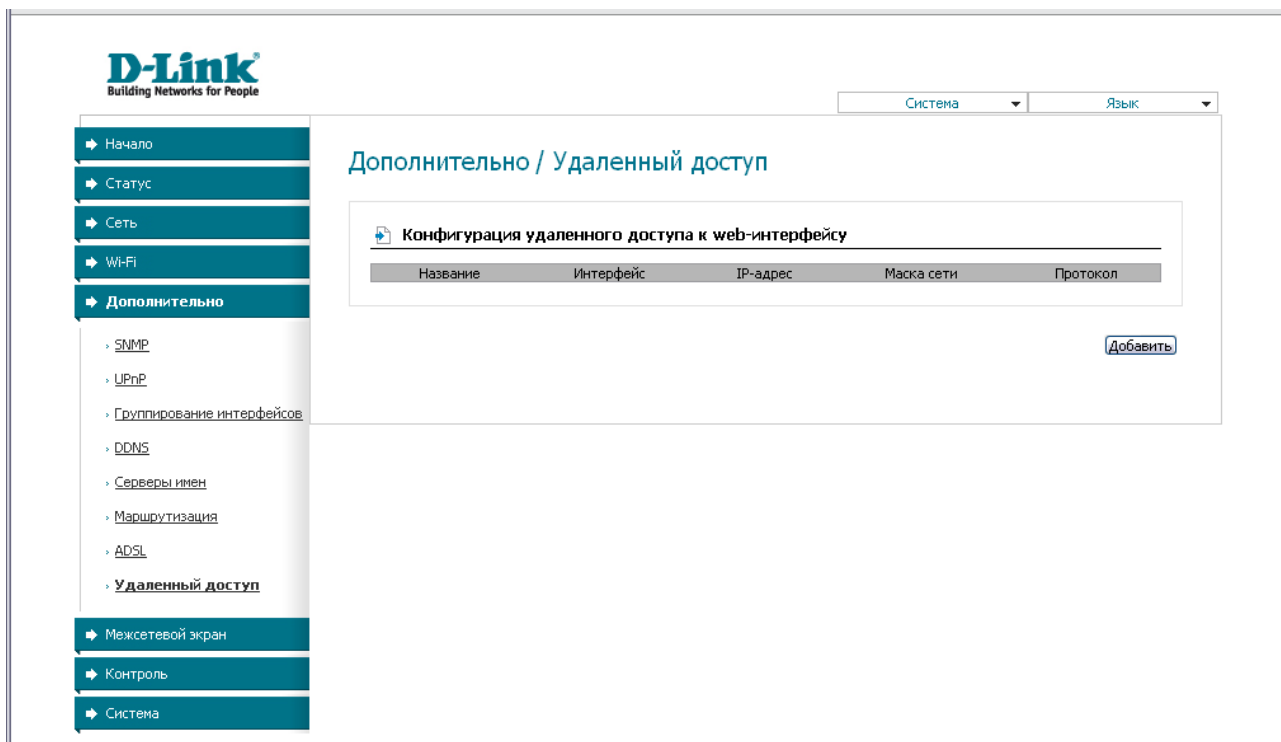 D-Link
Building Networks for People
Система
Язык
Начало
Статус
Сеть
Wi-Fi
Дополнительно
SNMP
UPnP
Группирование интерфейсов
DDNS
Серверы имен
Маршрутизация
ADSL
Удаленный доступ
Межсетевой экран
Контроль
Система
Дополнительно / Удаленный доступ
Конфигурация удаленного доступа к web-интерфейсу
Название Интерфейс IP-адрес Маска сети Протокол
Добавить